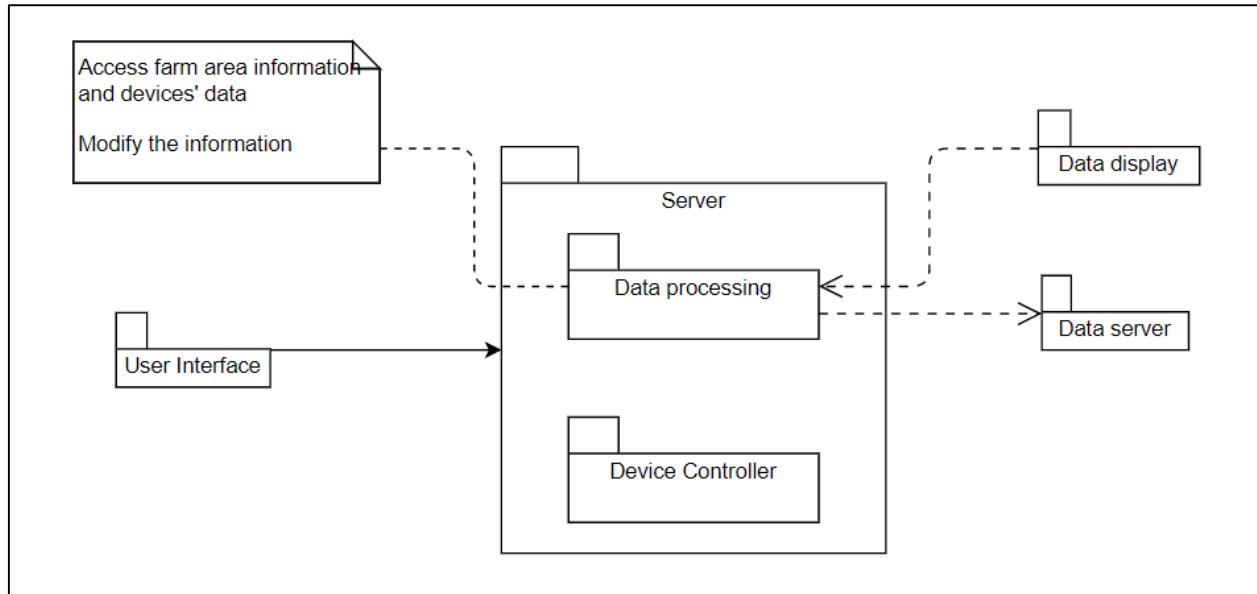 Access farm area information
and devices' data
Modify the information
Server
Data display
Data processing
Data server
User Interface
Device Controller